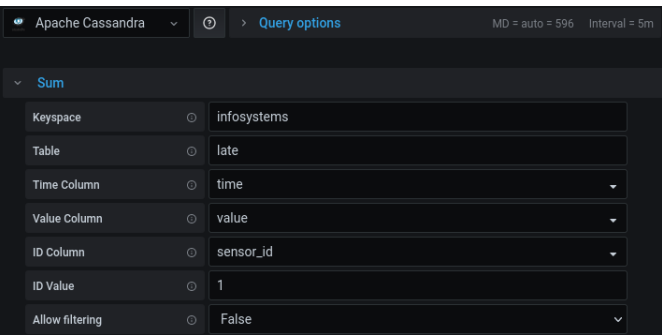 Apache Cassandra Query options MD = auto = 596 Interval = 5m
Sum
Keyspace infosystems
Table late
Time Column time
Value Column value
ID Column sensor_id
ID Value 1
Allow filtering False